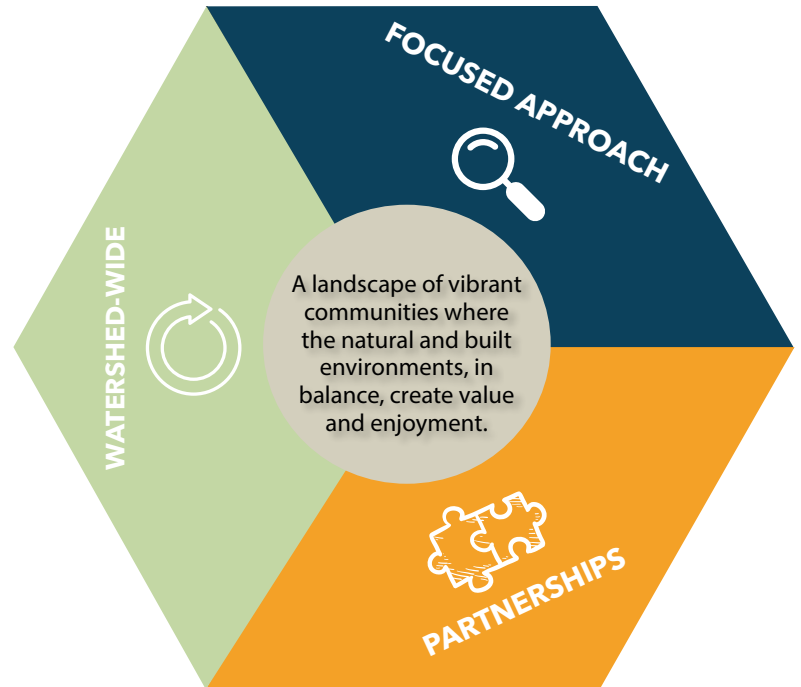 FOCUSED APPROACH
WATERSHED-WIDE
A landscape of vibrant
communities where
the natural and built
environments, in
balance, create value
and enjoyment.
PARTNERSHIPS